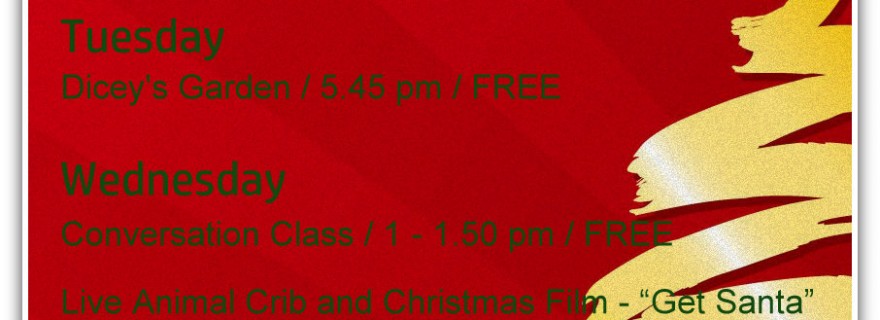 Tuesday
Dicey's Garden / 5.45 pm / FREE
Wednesday
Conversation Class / 1 - 1.50 pm / FREE
Live Animal Crib and Christmas Film - “Get Santa”